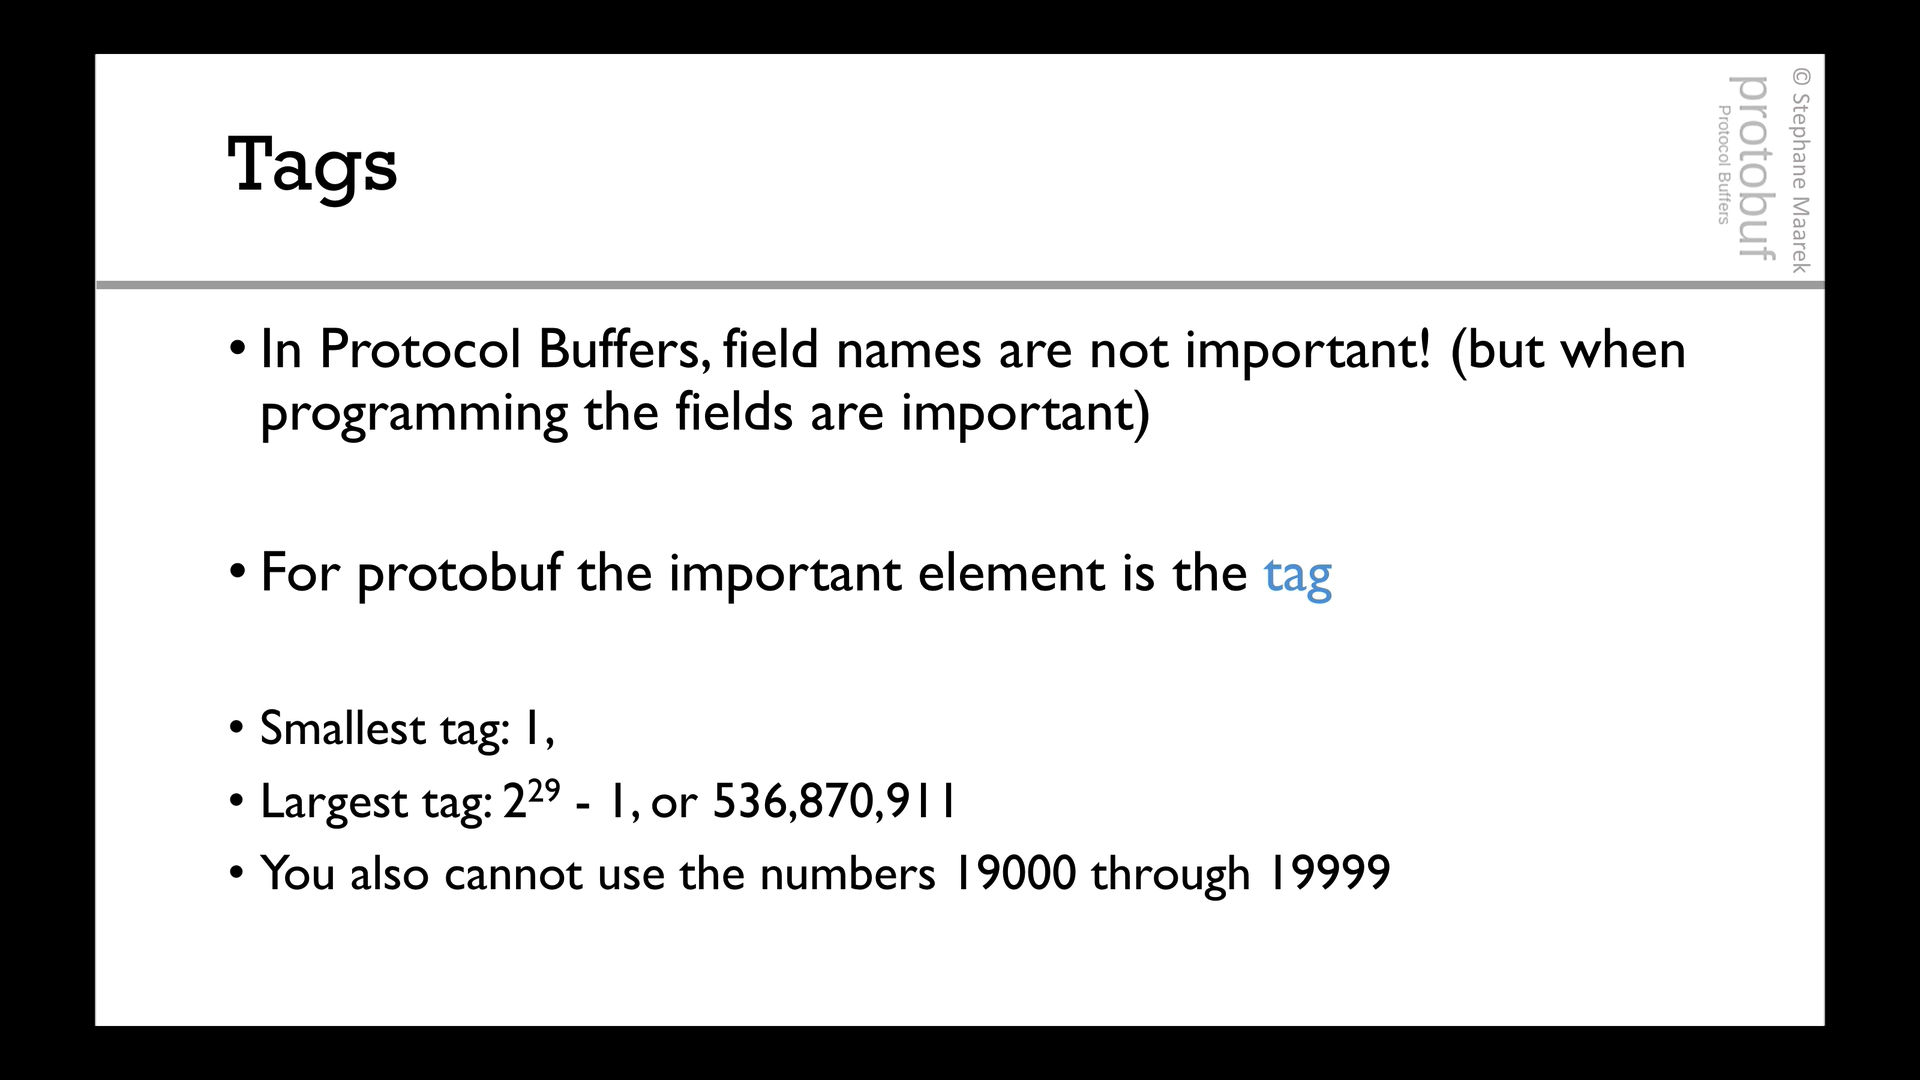 Tags
© Stephane Maarek
protobuf
Protocol Buffers
• In Protocol Buffers, field names are not important! (but when
programming the fields are important)
• For protobuf the important element is the tag
• Smallest tag: 1,
• Largest tag: 2²⁹ - 1, or 536,870,911
• You also cannot use the numbers 19000 through 19999